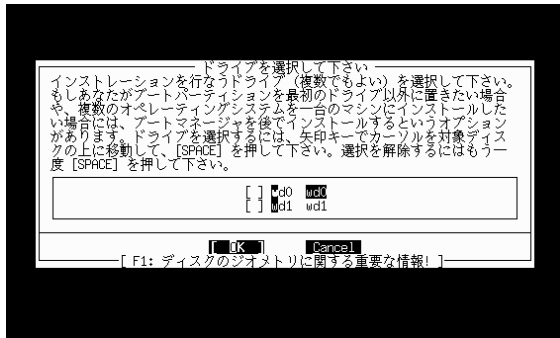 ドライブを選択して下さい
インストレーションを行なうドライブ (複数でもよい) を選択して下さい。
もしあなたがブートパーティションを最初のドライブ以外に置きたい場合
や、複数のオペレーティングシステムを一台のマシンにインストールした
い場合には、ブートマネージャを後でインストールするというオプション
があります。ドライブを選択するには、矢印キーでカーソルを対象ディス
クの上に移動して、[SPACE] を押して下さい。選択を解除するにはもう一
度 [SPACE] を押して下さい。
[ ] wd0 wd0
[ ] wd1 wd1
[ OK ] Cancel
[ F1: ディスクのジオメトリに関する重要な情報! ]